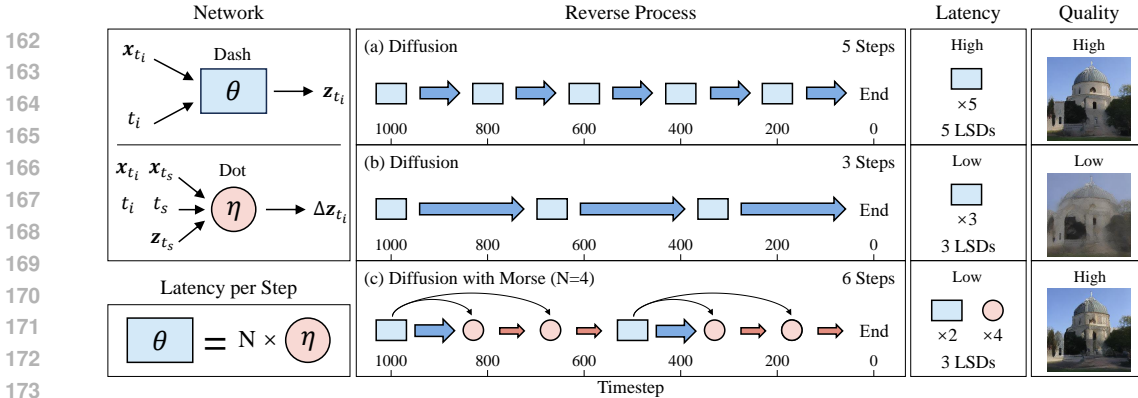 Network
Reverse Process
Latency
Quality
162
163
164
165
166
167
168
169
170
171
172
173
x_{t_i}
Dash
θ
z_{t_i}
t_i
x_{t_i} x_{t_s}
Dot
t_i t_s
η
Δz_{t_i}
z_{t_s}
Latency per Step
θ = N × η
(a) Diffusion 5 Steps
End
1000 800 600 400 200 0
High
×5
5 LSDs
High
(b) Diffusion 3 Steps
End
1000 800 600 400 200 0
Low
×3
3 LSDs
Low
(c) Diffusion with Morse (N=4) 6 Steps
End
1000 800 600 400 200 0
Timestep
Low
×2 ×4
3 LSDs
High